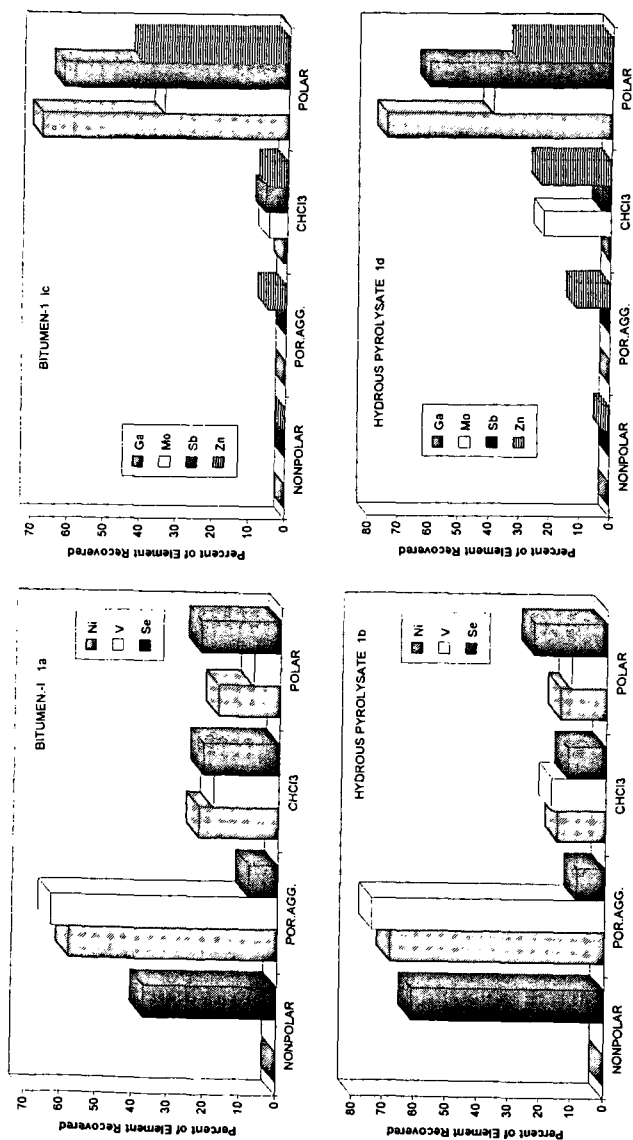 BITUMEN-1 1a
Percent of Element Recovered
70
60
50
40
30
20
10
0
Ni
V
Se
NONPOLAR
POR.AGG.
CHCl3
POLAR
BITUMEN-1 1c
Percent of Element Recovered
70
60
50
40
30
20
10
0
Ga
Mo
Sb
Zn
NONPOLAR
POR.AGG.
CHCl3
POLAR
HYDROUS PYROLYSATE 1b
Percent of Element Recovered
80
70
60
50
40
30
20
10
0
Ni
V
Se
NONPOLAR
POR.AGG.
CHCl3
POLAR
HYDROUS PYROLYSATE 1d
Percent of Element Recovered
80
70
60
50
40
30
20
10
0
Ga
Mo
Sb
Zn
NONPOLAR
POR.AGG.
CHCl3
POLAR